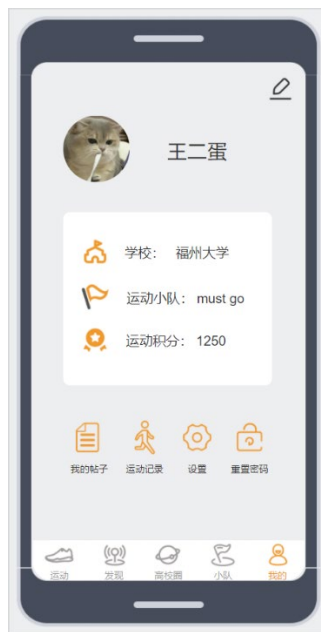 王二蛋
学校： 福州大学
运动小队： must go
运动积分： 1250
我的帖子 运动记录 设置 重置密码
运动 发现 高校圈 小队 我的